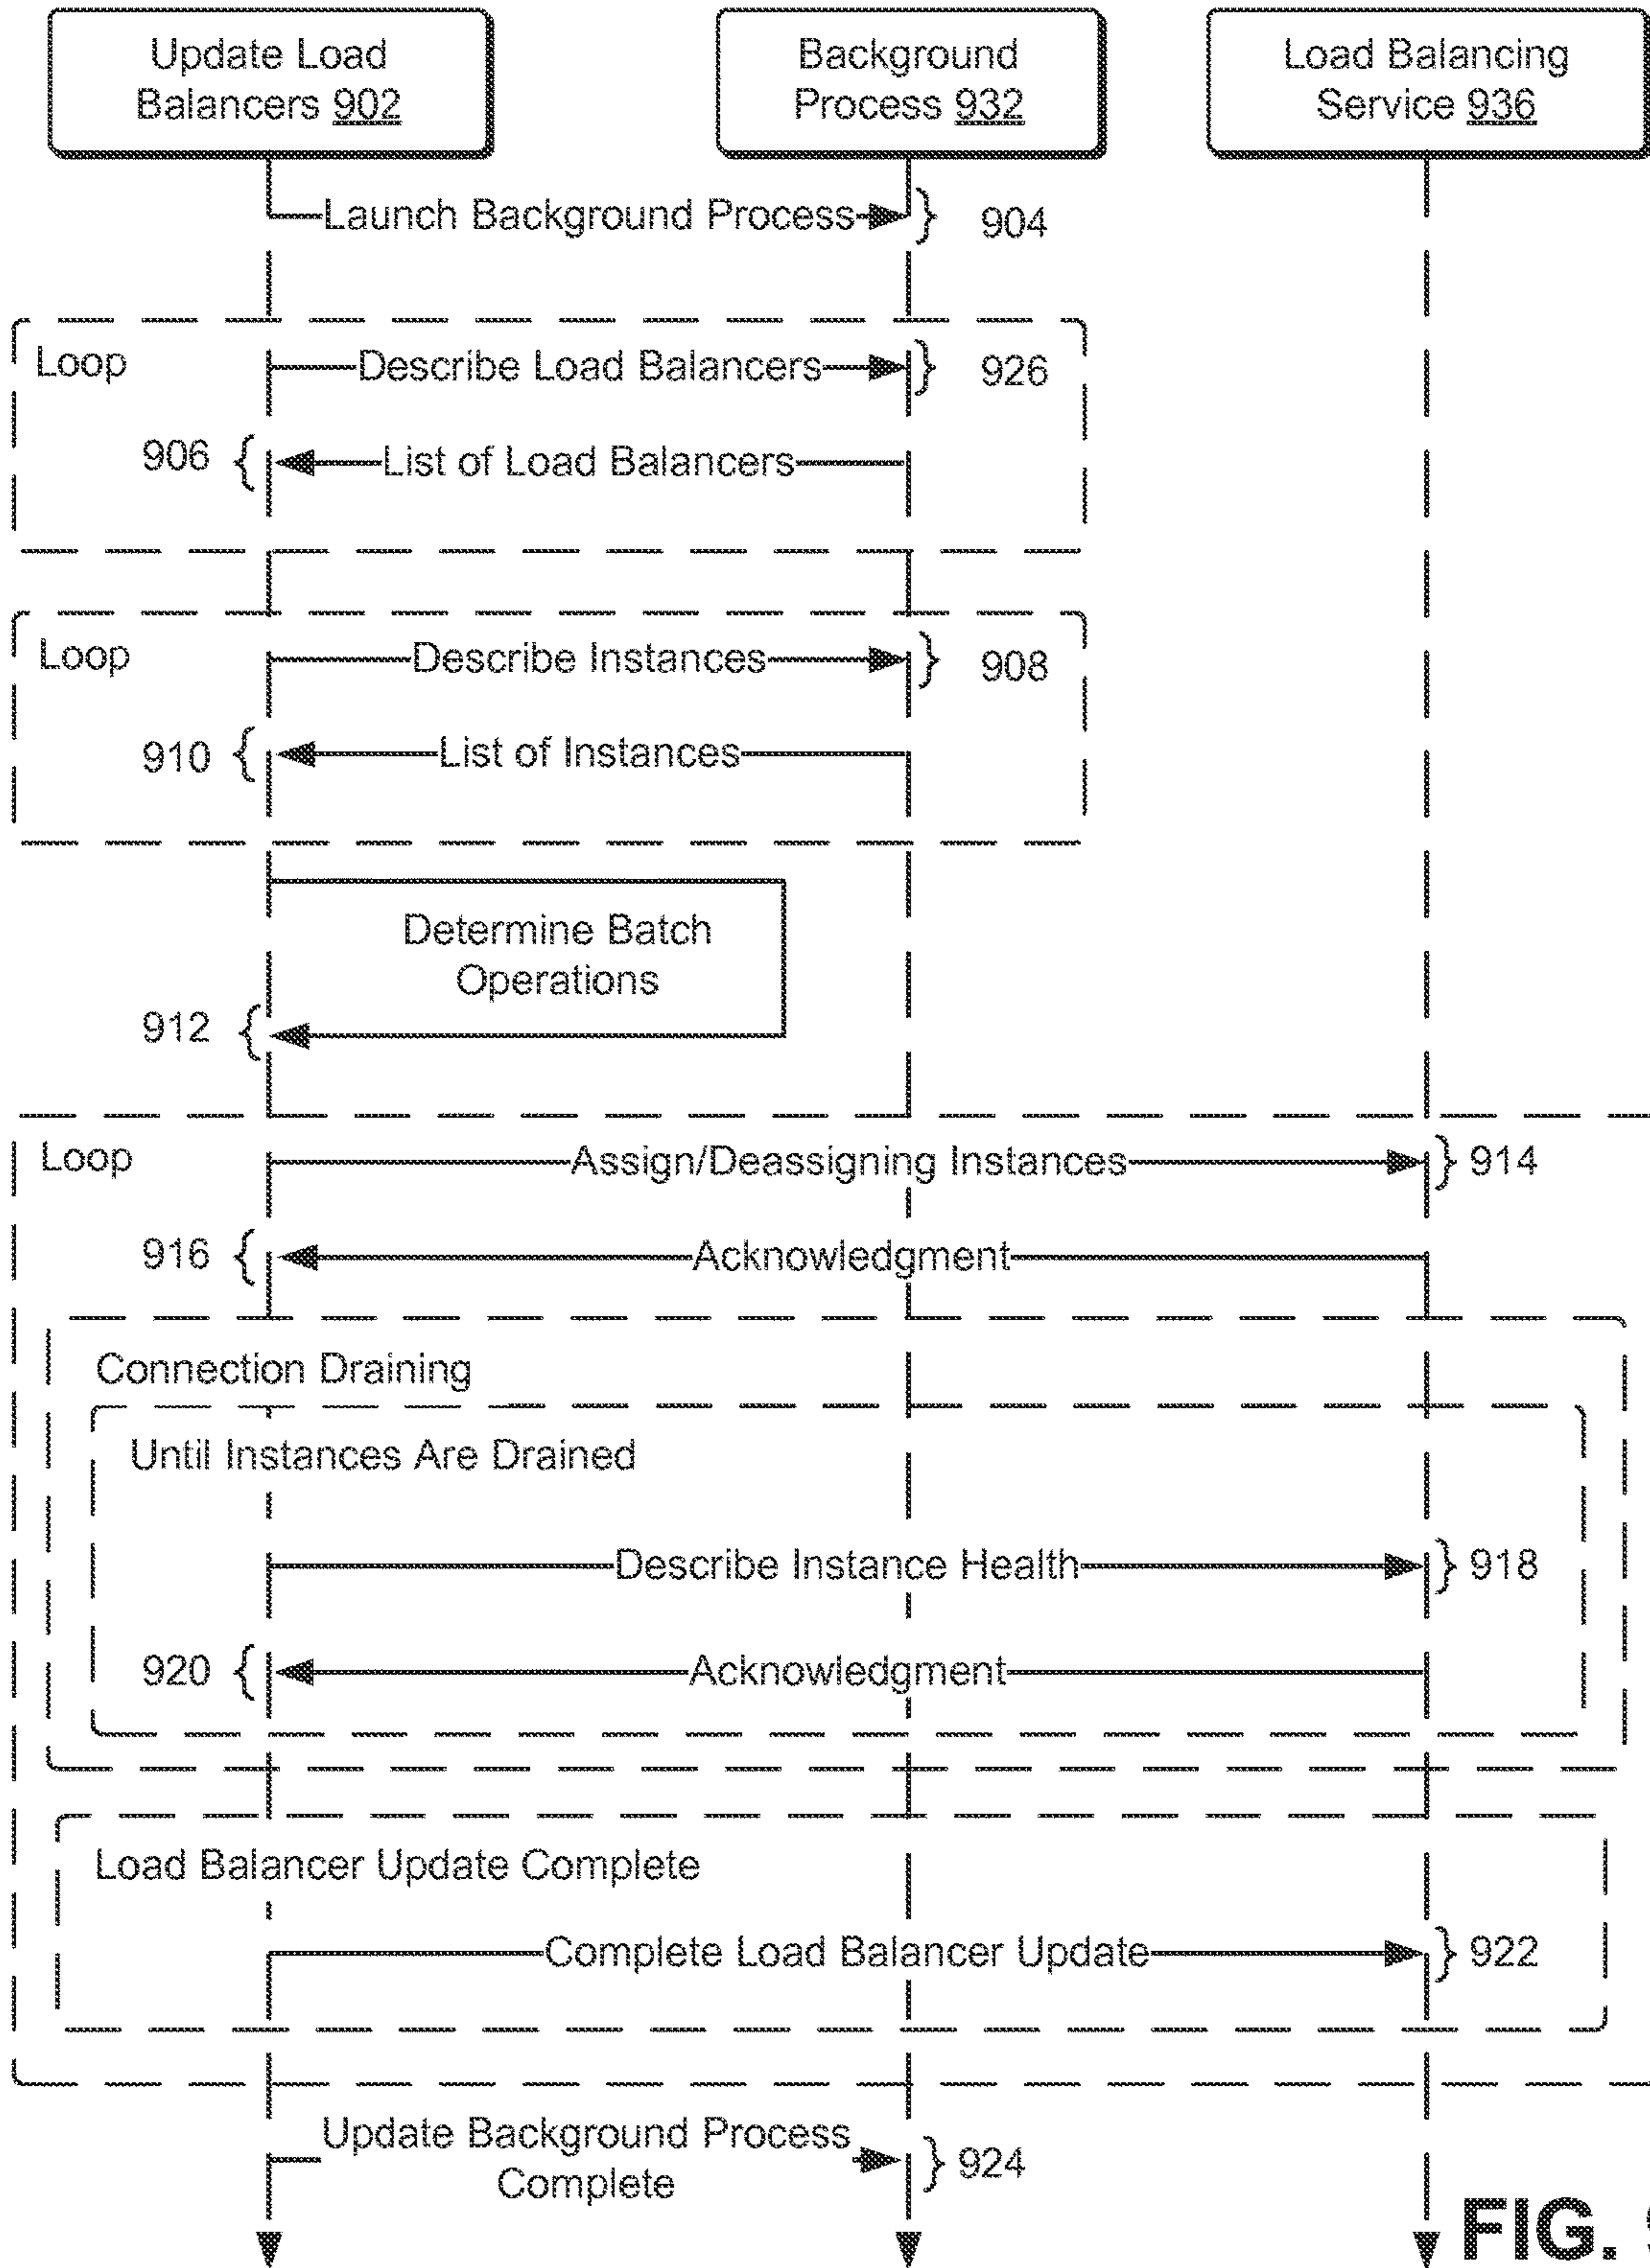 Update Load
Balancers 902
Background
Process 932
Load Balancing
Service 936
Launch Background Process
904
Loop
Describe Load Balancers
926
906
List of Load Balancers
Loop
Describe Instances
908
910
List of Instances
Determine Batch
Operations
912
Loop
Assign/Deassigning Instances
914
916
Acknowledgment
Connection Draining
Until Instances Are Drained
Describe Instance Health
918
920
Acknowledgment
Load Balancer Update Complete
Complete Load Balancer Update
922
Update Background Process
Complete
924
FIG.